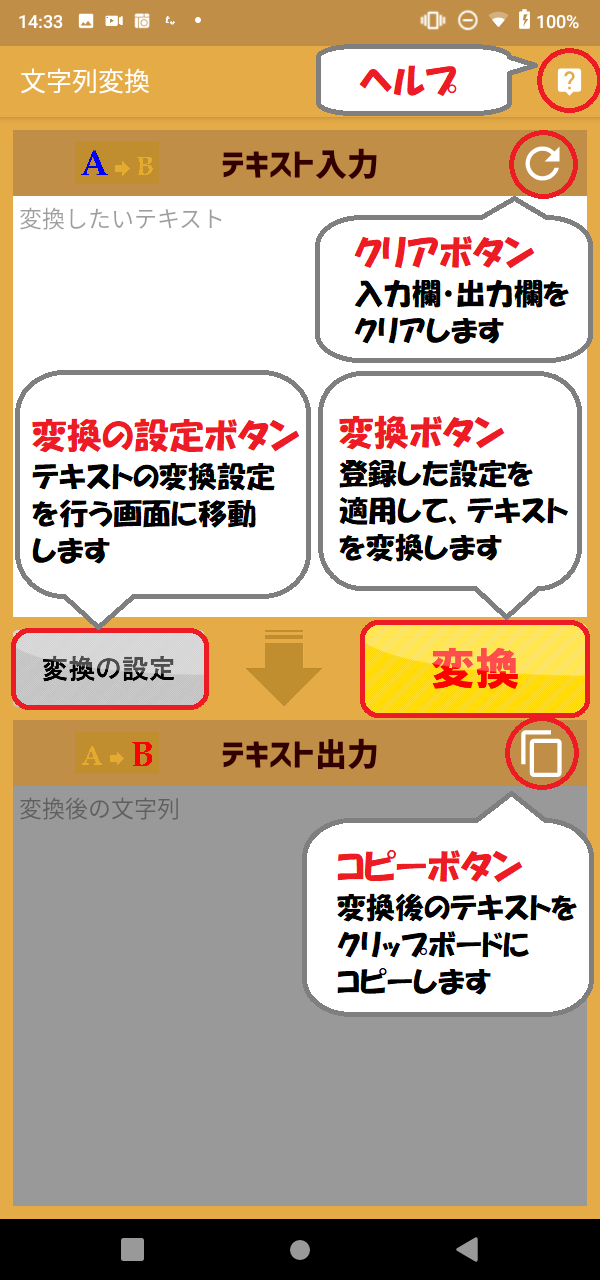 14:33
100%
文字列変換
ヘルプ
A B
テキスト入力
変換したいテキスト
クリアボタン
入力欄・出力欄を
クリアします
変換の設定ボタン
テキストの変換設定
を行う画面に移動
します
変換ボタン
登録した設定を
適用して、テキスト
を変換します
変換の設定
変換
A B
テキスト出力
変換後の文字列
コピーボタン
変換後のテキストを
クリップボードに
コピーします